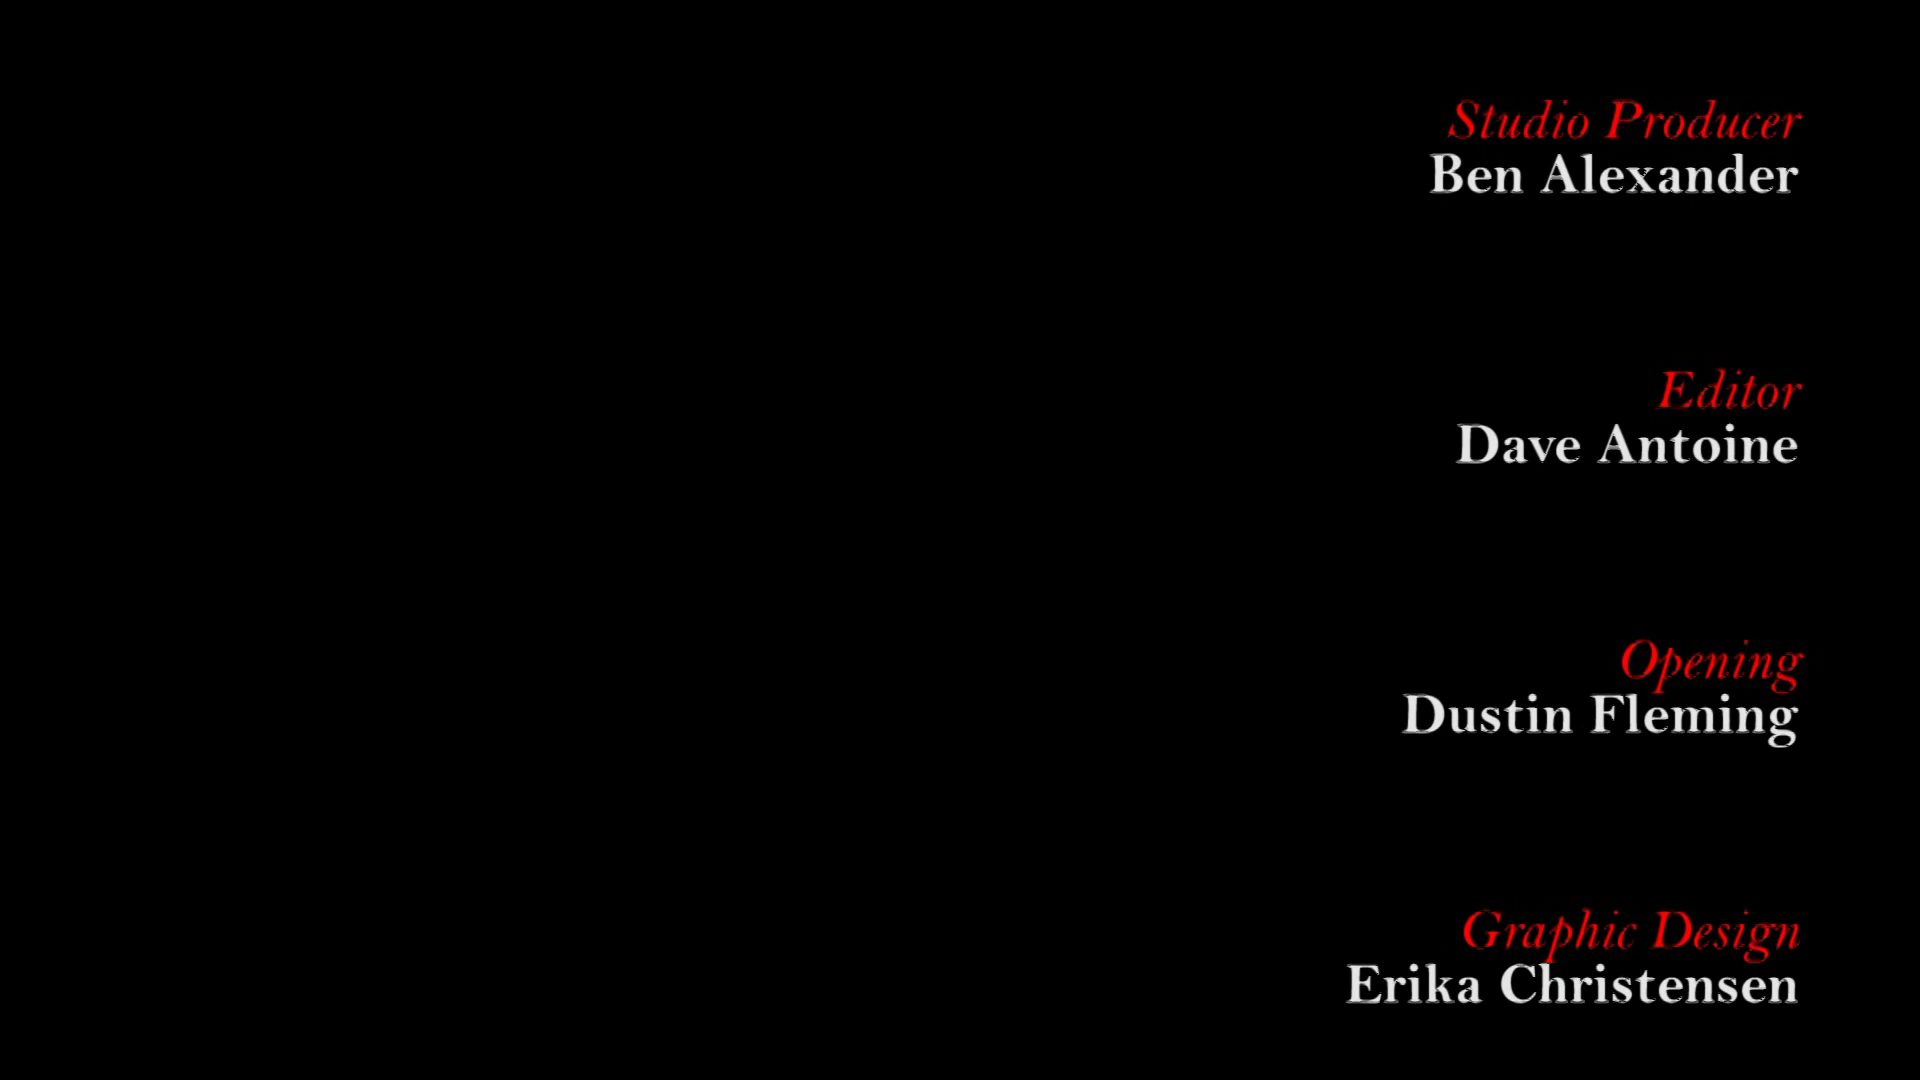 Studio Producer
Ben Alexander
Editor
Dave Antoine
Opening
Dustin Fleming
Graphic Design
Erika Christensen